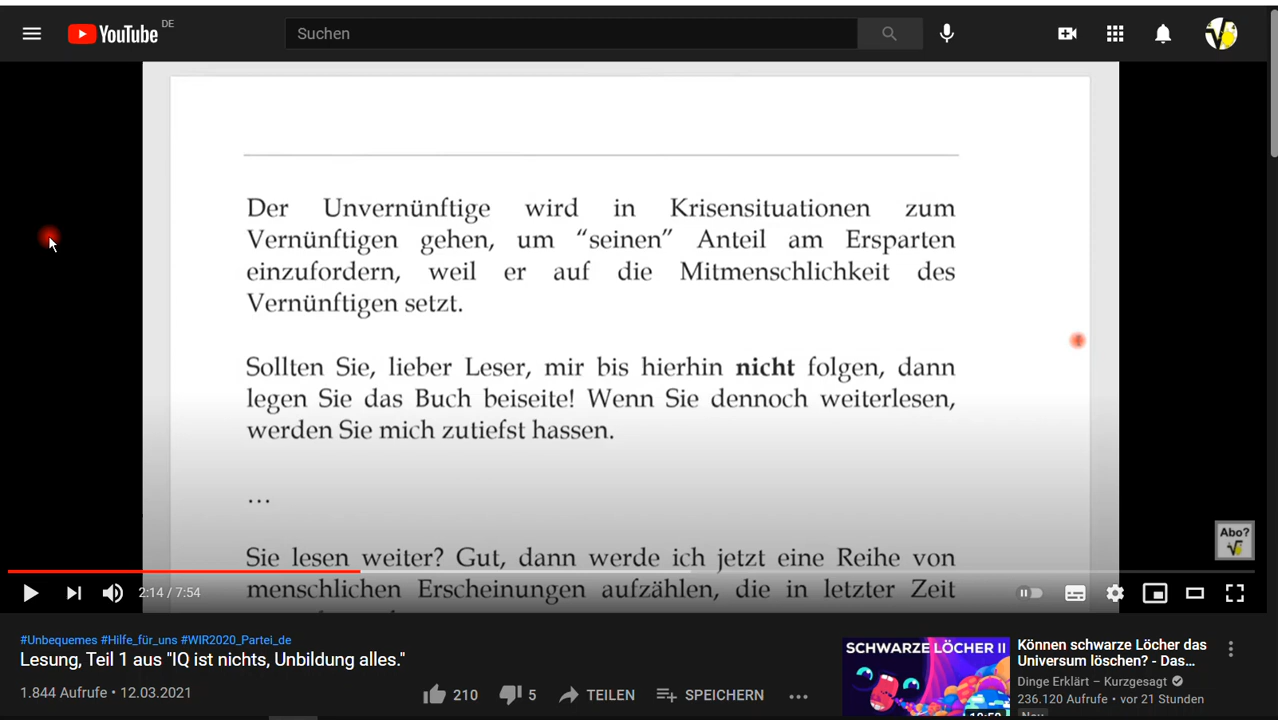 YouTube DE
Suchen
Der Unvernünftige wird in Krisensituationen zum
Vernünftigen gehen, um “seinen” Anteil am Ersparten
einzufordern, weil er auf die Mitmenschlichkeit des
Vernünftigen setzt.
Sollten Sie, lieber Leser, mir bis hierhin nicht folgen, dann
legen Sie das Buch beiseite! Wenn Sie dennoch weiterlesen,
werden Sie mich zutiefst hassen.
…
Sie lesen weiter? Gut, dann werde ich jetzt eine Reihe von
menschlichen Erscheinungen aufzählen, die in letzter Zeit
Abo?
2:14 / 7:54
#Unbequemes #Hilfe_für_uns #WIR2020_Partei_de
Lesung, Teil 1 aus "IQ ist nichts, Unbildung alles."
1.844 Aufrufe • 12.03.2021
210
5
TEILEN
SPEICHERN
SCHWARZE LÖCHER II
Können schwarze Löcher das
Universum löschen? - Das...
Dinge Erklärt – Kurzgesagt
236.120 Aufrufe • vor 21 Stunden
Neu